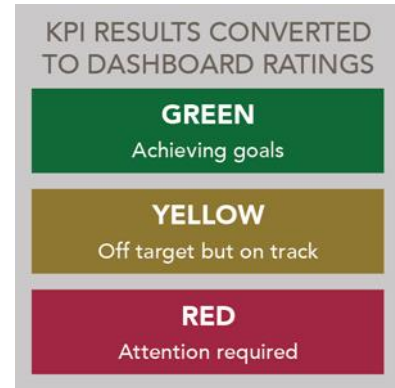 KPI RESULTS CONVERTED
TO DASHBOARD RATINGS
GREEN
Achieving goals
YELLOW
Off target but on track
RED
Attention required